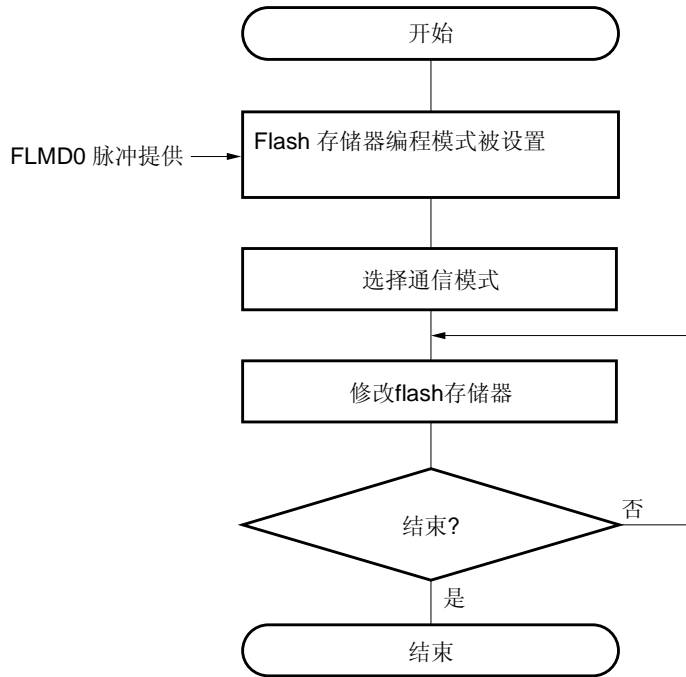 开始
FLMD0 脉冲提供
Flash 存储器编程模式被设置
选择通信模式
修改flash存储器
结束?
否
是
结束